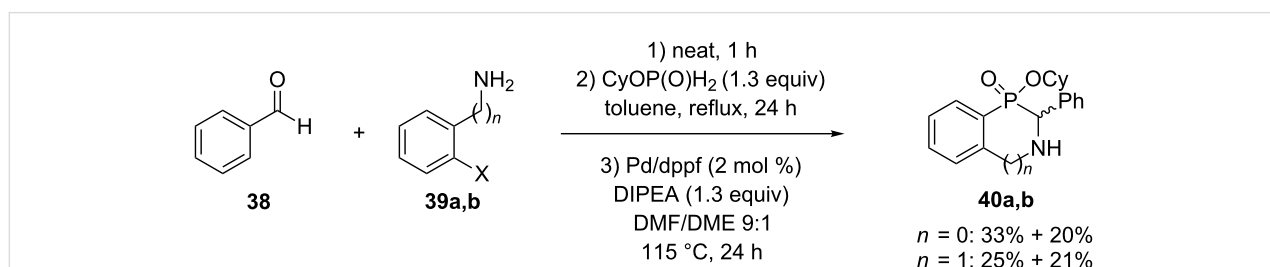 O
H
38
+
NH2
( )n
X
39a,b
1) neat, 1 h
2) CyOP(O)H2 (1.3 equiv)
toluene, reflux, 24 h
3) Pd/dppf (2 mol %)
DIPEA (1.3 equiv)
DMF/DME 9:1
115 °C, 24 h
O OCy
P Ph
NH
( )n
40a,b
n = 0: 33% + 20%
n = 1: 25% + 21%